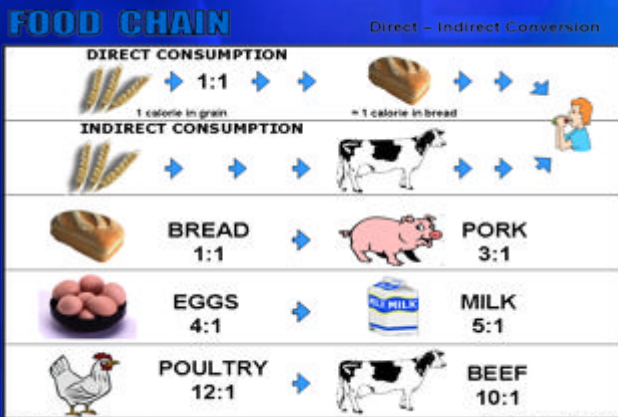 FOOD CHAIN
Direct - Indirect Conversion
DIRECT CONSUMPTION
1:1
1 calorie in grain
= 1 calorie in bread
INDIRECT CONSUMPTION
BREAD
1:1
PORK
3:1
EGGS
4:1
MILK
MILK
5:1
POULTRY
12:1
BEEF
10:1